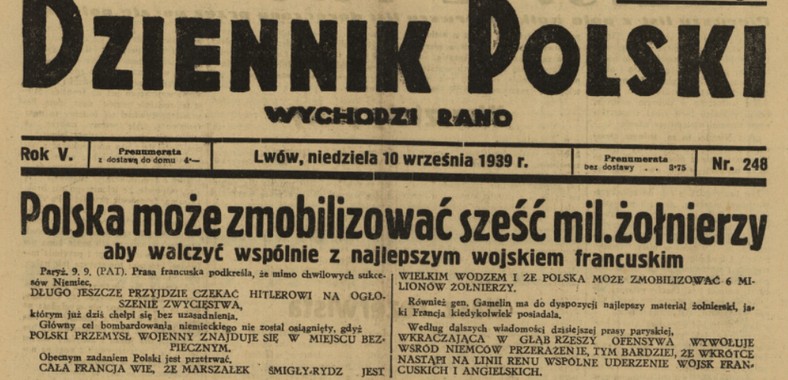 DZIENNIK POLSKI
WYCHODZI RANO
Rok V.
Prenumerata
z dostawą do domu 4·—
Lwów, niedziela 10 września 1939 r.
Prenumerata
bez dostawy . . 3·75
Nr. 248
Polska może zmobilizować sześć mil. żołnierzy
aby walczyć wspólnie z najlepszym wojskiem francuskim
Paryż. 9. 9. (PAT). Prasa francuska podkreśla, że mimo chwilowych sukce-
sów Niemiec,
DŁUGO JESZCZE PRZYJDZIE CZEKAĆ HITLEROWI NA OGŁO-
SZENIE ZWYCIĘSTWA,
którym już dziś chełpi się bez uzasadnienia.
Główny cel bombardowania niemieckiego nie został osiągnięty, gdyż
POLSKI PRZEMYSŁ WOJENNY ZNAJDUJE SIĘ W MIEJSCU BEZ-
PIECZNYM.
Obecnym zadaniem Polski jest przetrwać.
CAŁA FRANCJA WIE, ŻE MARSZAŁEK ŚMIGŁY-RYDZ JEST
WIELKIM WODZEM I ŻE POLSKA MOŻE ZMOBILIZOWAĆ 6 MI-
LIONÓW ŻOŁNIERZY.
Również gen. Gamelin ma do dyspozycji najlepszy materiał żołnierski, ja-
ki Francja kiedykolwiek posiadała.
Według dalszych wiadomości dzisiejszej prasy paryskiej,
WKRACZAJĄCA W GŁĄB RZESZY OFENSYWA WYWOŁUJE
WSRÓD NIEMCÓW PRZERAŻENIE, TYM BARDZIEJ, ŻE WKRÓTCE
NASTĄPI NA LINII RENU WSPÓLNE UDERZENIE WOJSK FRAN-
CUSKICH I ANGIELSKICH.